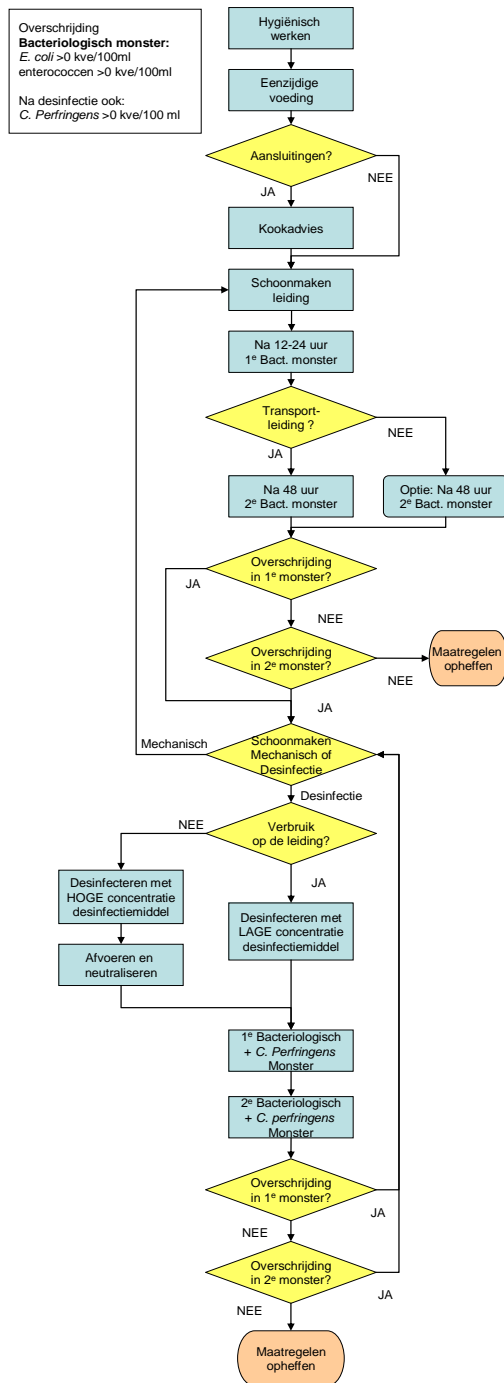 Overschrijding
Bacteriologisch monster:
E. coli >0 kve/100ml
enterococcen >0 kve/100ml
Na desinfectie ook:
C. Perfringens >0 kve/100 ml
Hygiënisch
werken
Eenzijdige
voeding
Aansluitingen?
JA
NEE
Kookadvies
Schoonmaken
leiding
Na 12-24 uur
1e Bact. monster
Transport-
leiding ?
JA
NEE
Na 48 uur
2e Bact. monster
Optie: Na 48 uur
2e Bact. monster
Overschrijding
in 1e monster?
JA
NEE
Overschrijding
in 2e monster?
NEE
JA
Maatregelen
opheffen
Mechanisch
Schoonmaken
Mechanisch of
Desinfectie
Desinfectie
Verbruik
op de leiding?
NEE
JA
Desinfecteren met
HOGE concentratie
desinfectiemiddel
Desinfecteren met
LAGE concentratie
desinfectiemiddel
Afvoeren en
neutraliseren
1e Bacteriologisch
+ C. Perfringens
Monster
2e Bacteriologisch
+ C. perfringens
Monster
Overschrijding
in 1e monster?
JA
NEE
Overschrijding
in 2e monster?
JA
NEE
Maatregelen
opheffen